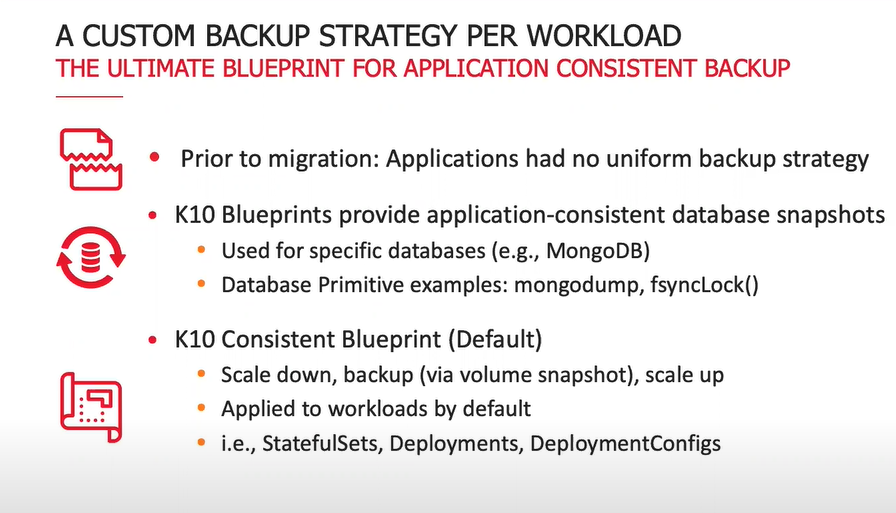 A CUSTOM BACKUP STRATEGY PER WORKLOAD
THE ULTIMATE BLUEPRINT FOR APPLICATION CONSISTENT BACKUP
• Prior to migration: Applications had no uniform backup strategy
• K10 Blueprints provide application-consistent database snapshots
• Used for specific databases (e.g., MongoDB)
• Database Primitive examples: mongodump, fsyncLock()
• K10 Consistent Blueprint (Default)
• Scale down, backup (via volume snapshot), scale up
• Applied to workloads by default
• i.e., StatefulSets, Deployments, DeploymentConfigs